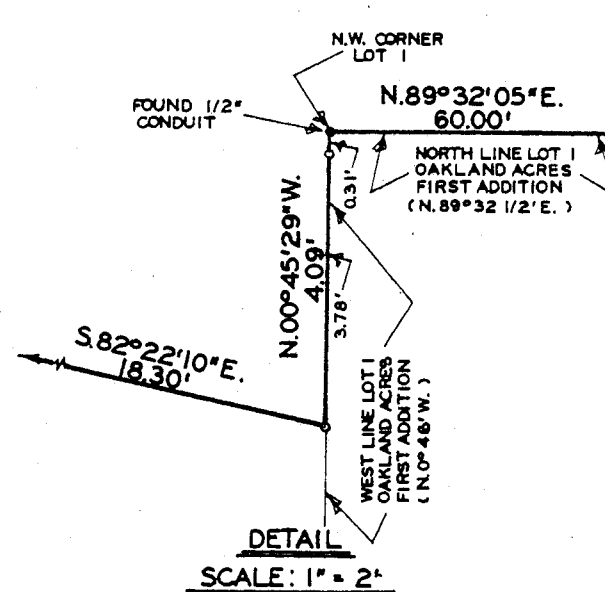 N.W. CORNER
LOT 1
FOUND 1/2"
CONDUIT
N.89°32'05"E.
60.00'
NORTH LINE LOT 1
OAKLAND ACRES
FIRST ADDITION
(N.89°32 1/2'E.)
0.31'
N.00°45'29"W.
4.09'
3.78'
S.82°22'10"E.
18.30'
WEST LINE LOT 1
OAKLAND ACRES
FIRST ADDITION
(N.0°46'W.)
DETAIL
SCALE: 1" = 2'